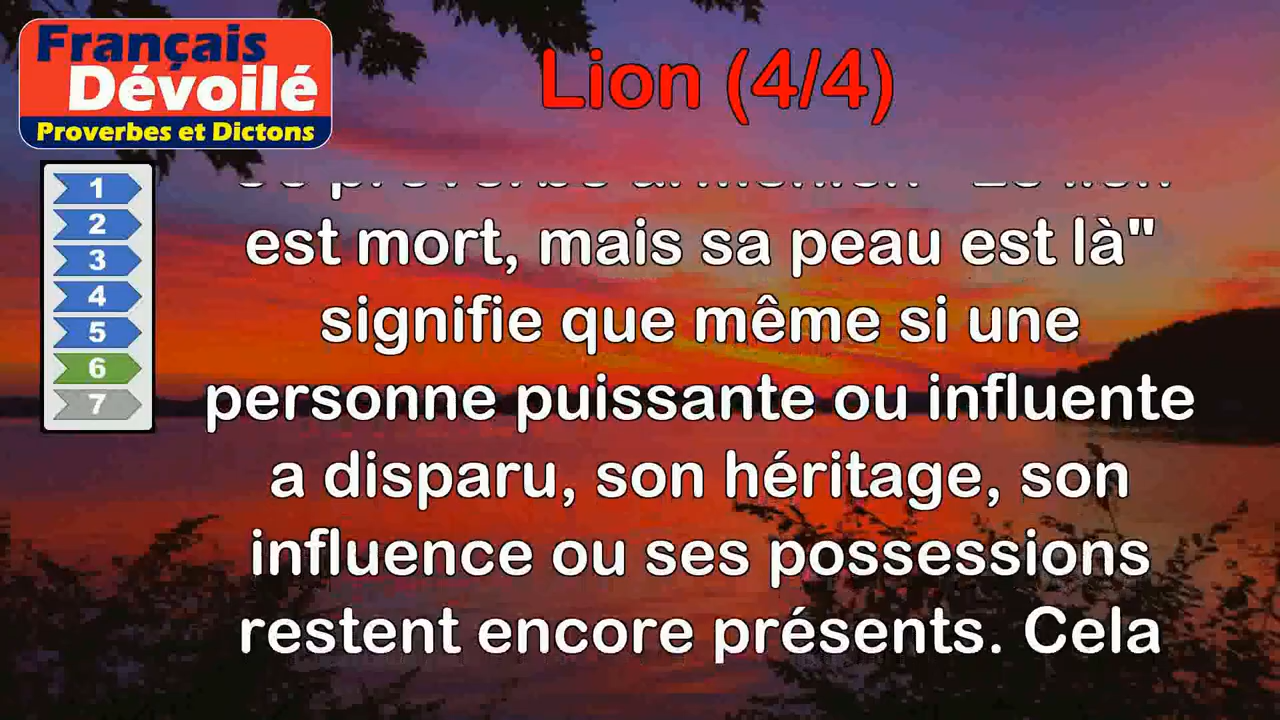 Français
Dévoilé
Proverbes et Dictons
Lion (4/4)
1
2
3
4
5
6
7
est mort, mais sa peau est là"
signifie que même si une
personne puissante ou influente
a disparu, son héritage, son
influence ou ses possessions
restent encore présents. Cela